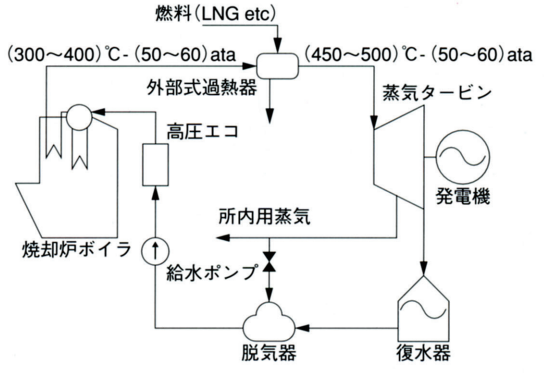 燃料(LNG etc)
(300〜400)℃-(50〜60)ata
(450〜500)℃-(50〜60)ata
外部式過熱器
蒸気タービン
高圧エコ
発電機
所内用蒸気
焼却炉ボイラ
給水ポンプ
脱気器
復水器